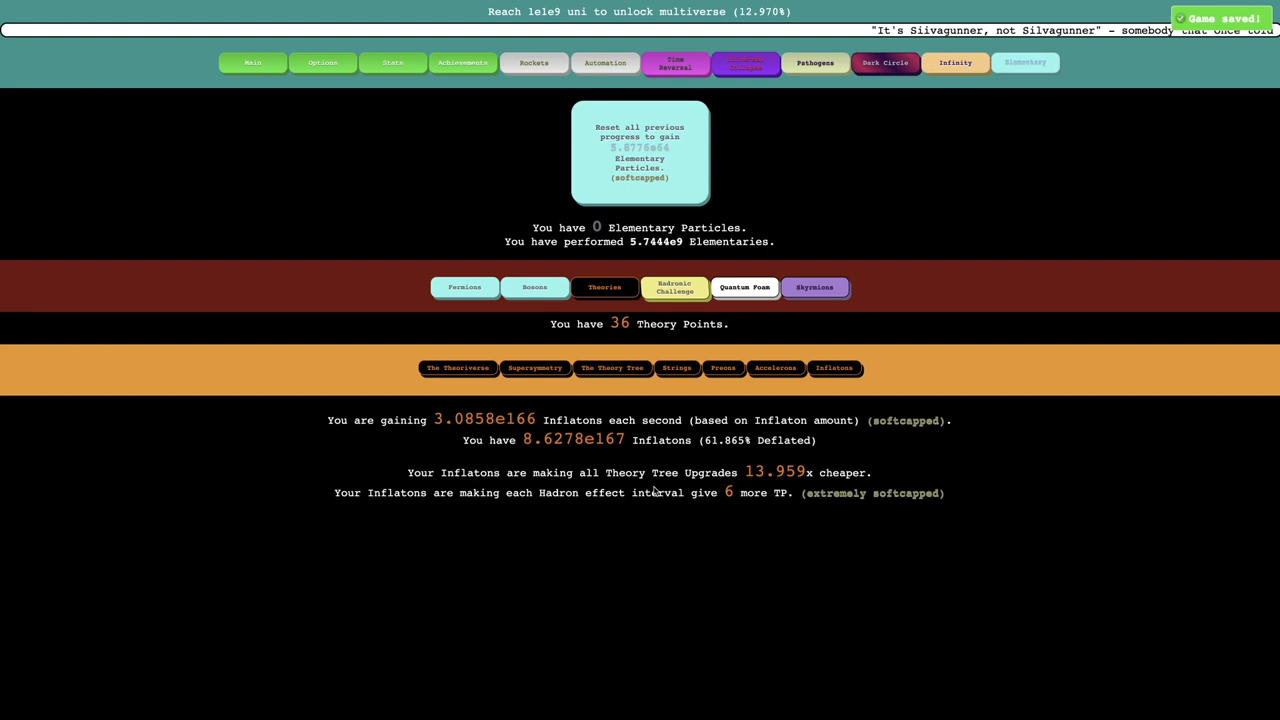 Reach 1e1e9 uni to unlock multiverse (12.970%)
Game saved!
"It's Siivagunner, not Silvagunner" - somebody that once told
Main
Options
Stats
Achievements
Rockets
Automation
Time
Reversal
Universal
Collapse
Pathogens
Dark Circle
Infinity
Elementary
Reset all previous
progress to gain
5.8776e64
Elementary
Particles.
(softcapped)
You have 0 Elementary Particles.
You have performed 5.7444e9 Elementaries.
Fermions
Bosons
Theories
Hadronic
Challenge
Quantum Foam
Skyrmions
You have 36 Theory Points.
The Theoriverse
Supersymmetry
The Theory Tree
Strings
Preons
Accelerons
Inflatons
You are gaining 3.0858e166 Inflatons each second (based on Inflaton amount) (softcapped).
You have 8.6278e167 Inflatons (61.865% Deflated)
Your Inflatons are making all Theory Tree Upgrades 13.959x cheaper.
Your Inflatons are making each Hadron effect interval give 6 more TP. (extremely softcapped)